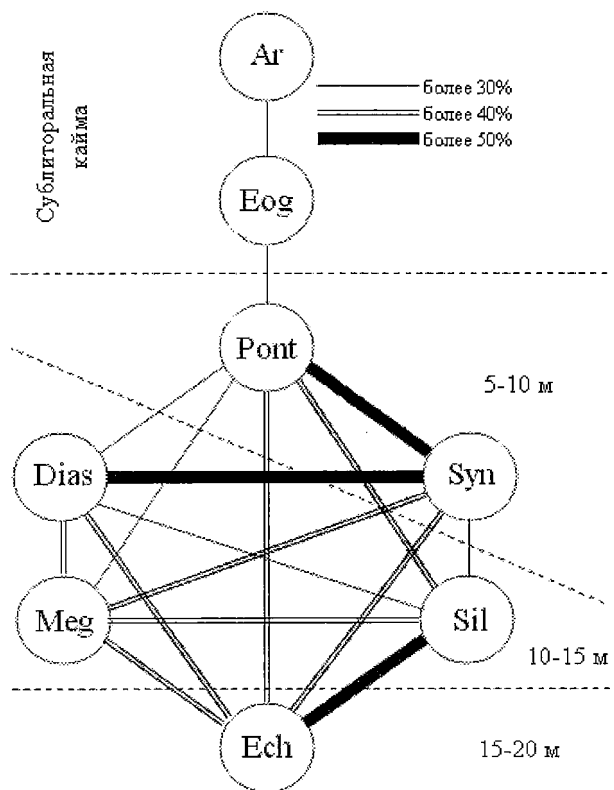 Ar
более 30%
более 40%
более 50%
Сублиторальная
кайма
Eog
Pont
5-10 м
Dias
Syn
Meg
Sil
10-15 м
Ech
15-20 м